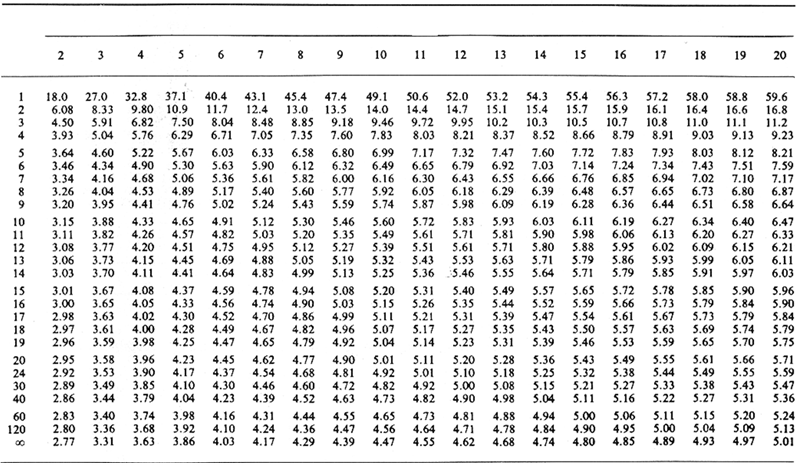 2 3 4 5 6 7 8 9 10 11 12 13 14 15 16 17 18 19 20
1 18.0 27.0 32.8 37.1 40.4 43.1 45.4 47.4 49.1 50.6 52.0 53.2 54.3 55.4 56.3 57.2 58.0 58.8 59.6
2 6.08 8.33 9.80 10.9 11.7 12.4 13.0 13.5 14.0 14.4 14.7 15.1 15.4 15.7 15.9 16.1 16.4 16.6 16.8
3 4.50 5.91 6.82 7.50 8.04 8.48 8.85 9.18 9.46 9.72 9.95 10.2 10.3 10.5 10.7 10.8 11.0 11.1 11.2
4 3.93 5.04 5.76 6.29 6.71 7.05 7.35 7.60 7.83 8.03 8.21 8.37 8.52 8.66 8.79 8.91 9.03 9.13 9.23
5 3.64 4.60 5.22 5.67 6.03 6.33 6.58 6.80 6.99 7.17 7.32 7.47 7.60 7.72 7.83 7.93 8.03 8.12 8.21
6 3.46 4.34 4.90 5.30 5.63 5.90 6.12 6.32 6.49 6.65 6.79 6.92 7.03 7.14 7.24 7.34 7.43 7.51 7.59
7 3.34 4.16 4.68 5.06 5.36 5.61 5.82 6.00 6.16 6.30 6.43 6.55 6.66 6.76 6.85 6.94 7.02 7.10 7.17
8 3.26 4.04 4.53 4.89 5.17 5.40 5.60 5.77 5.92 6.05 6.18 6.29 6.39 6.48 6.57 6.65 6.73 6.80 6.87
9 3.20 3.95 4.41 4.76 5.02 5.24 5.43 5.59 5.74 5.87 5.98 6.09 6.19 6.28 6.36 6.44 6.51 6.58 6.64
10 3.15 3.88 4.33 4.65 4.91 5.12 5.30 5.46 5.60 5.72 5.83 5.93 6.03 6.11 6.19 6.27 6.34 6.40 6.47
11 3.11 3.82 4.26 4.57 4.82 5.03 5.20 5.35 5.49 5.61 5.71 5.81 5.90 5.98 6.06 6.13 6.20 6.27 6.33
12 3.08 3.77 4.20 4.51 4.75 4.95 5.12 5.27 5.39 5.51 5.61 5.71 5.80 5.88 5.95 6.02 6.09 6.15 6.21
13 3.06 3.73 4.15 4.45 4.69 4.88 5.05 5.19 5.32 5.43 5.53 5.63 5.71 5.79 5.86 5.93 5.99 6.05 6.11
14 3.03 3.70 4.11 4.41 4.64 4.83 4.99 5.13 5.25 5.36 5.46 5.55 5.64 5.71 5.79 5.85 5.91 5.97 6.03
15 3.01 3.67 4.08 4.37 4.59 4.78 4.94 5.08 5.20 5.31 5.40 5.49 5.57 5.65 5.72 5.78 5.85 5.90 5.96
16 3.00 3.65 4.05 4.33 4.56 4.74 4.90 5.03 5.15 5.26 5.35 5.44 5.52 5.59 5.66 5.73 5.79 5.84 5.90
17 2.98 3.63 4.02 4.30 4.52 4.70 4.86 4.99 5.11 5.21 5.31 5.39 5.47 5.54 5.61 5.67 5.73 5.79 5.84
18 2.97 3.61 4.00 4.28 4.49 4.67 4.82 4.96 5.07 5.17 5.27 5.35 5.43 5.50 5.57 5.63 5.69 5.74 5.79
19 2.96 3.59 3.98 4.25 4.47 4.65 4.79 4.92 5.04 5.14 5.23 5.31 5.39 5.46 5.53 5.59 5.65 5.70 5.75
20 2.95 3.58 3.96 4.23 4.45 4.62 4.77 4.90 5.01 5.11 5.20 5.28 5.36 5.43 5.49 5.55 5.61 5.66 5.71
24 2.92 3.53 3.90 4.17 4.37 4.54 4.68 4.81 4.92 5.01 5.10 5.18 5.25 5.32 5.38 5.44 5.49 5.55 5.59
30 2.89 3.49 3.85 4.10 4.30 4.46 4.60 4.72 4.82 4.92 5.00 5.08 5.15 5.21 5.27 5.33 5.38 5.43 5.47
40 2.86 3.44 3.79 4.04 4.23 4.39 4.52 4.63 4.73 4.82 4.90 4.98 5.04 5.11 5.16 5.22 5.27 5.31 5.36
60 2.83 3.40 3.74 3.98 4.16 4.31 4.44 4.55 4.65 4.73 4.81 4.88 4.94 5.00 5.06 5.11 5.15 5.20 5.24
120 2.80 3.36 3.68 3.92 4.10 4.24 4.36 4.47 4.56 4.64 4.71 4.78 4.84 4.90 4.95 5.00 5.04 5.09 5.13
∞ 2.77 3.31 3.63 3.86 4.03 4.17 4.29 4.39 4.47 4.55 4.62 4.68 4.74 4.80 4.85 4.89 4.93 4.97 5.01